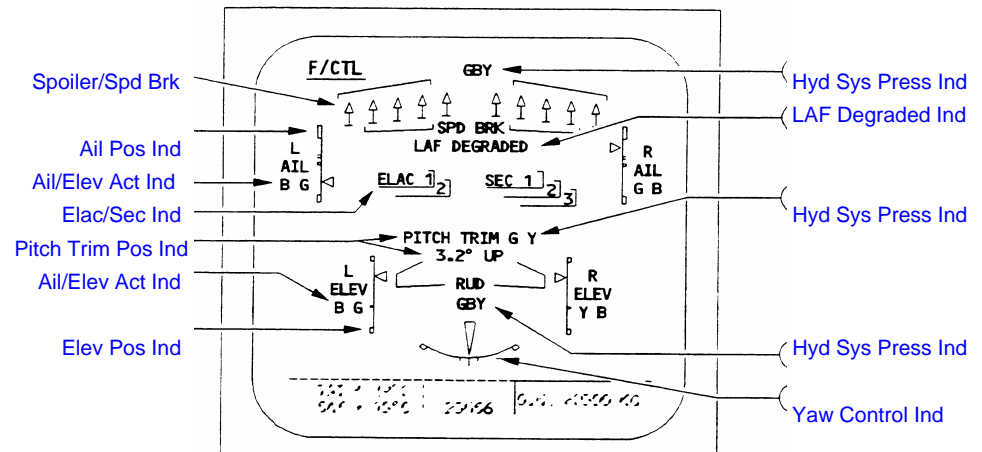 F/CTL
GBY
Spoiler/Spd Brk
Hyd Sys Press Ind
SPD BRK
LAF DEGRADED
LAF Degraded Ind
Ail Pos Ind
L
AIL
B G
R
AIL
G B
Ail/Elev Act Ind
ELAC 1
2
SEC 1
2
3
Elac/Sec Ind
Hyd Sys Press Ind
PITCH TRIM G Y
3.2° UP
Pitch Trim Pos Ind
Ail/Elev Act Ind
L
ELEV
B G
RUD
GBY
R
ELEV
Y B
Elev Pos Ind
Hyd Sys Press Ind
Yaw Control Ind